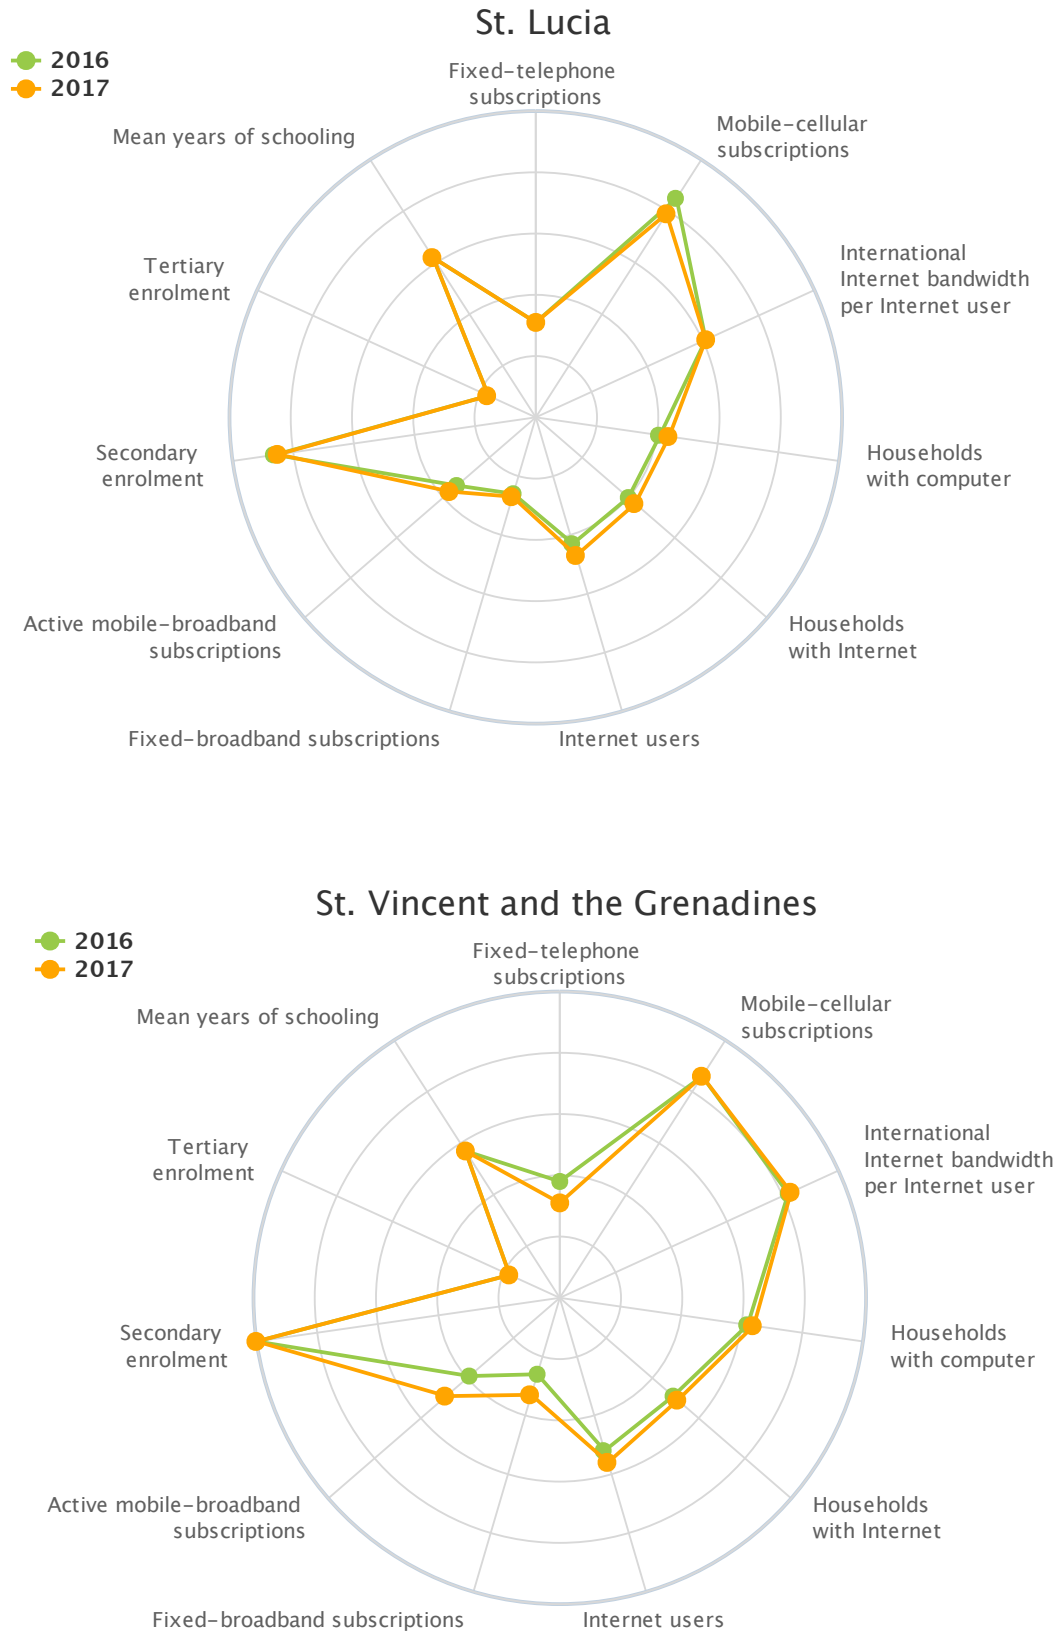 St. Lucia
2016
2017
Fixed-telephone
subscriptions
Mobile-cellular
subscriptions
International
Internet bandwidth
per Internet user
Households
with computer
Households
with Internet
Internet users
Fixed-broadband subscriptions
Active mobile-broadband
subscriptions
Secondary
enrolment
Tertiary
enrolment
Mean years of schooling
St. Vincent and the Grenadines
2016
2017
Fixed-telephone
subscriptions
Mobile-cellular
subscriptions
International
Internet bandwidth
per Internet user
Households
with computer
Households
with Internet
Internet users
Fixed-broadband subscriptions
Active mobile-broadband
subscriptions
Secondary
enrolment
Tertiary
enrolment
Mean years of schooling